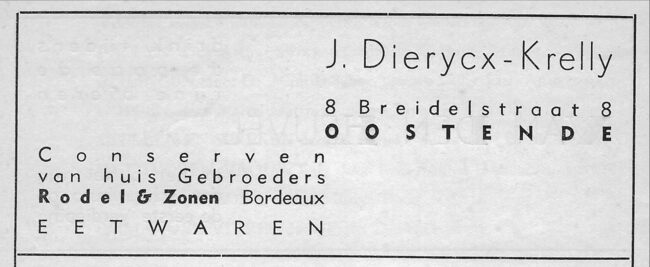 J. Dierycx-Krelly
8 Breidelstraat 8
OOSTENDE
Conserven
van huis Gebroeders
Rodel & Zonen Bordeaux
EETWAREN